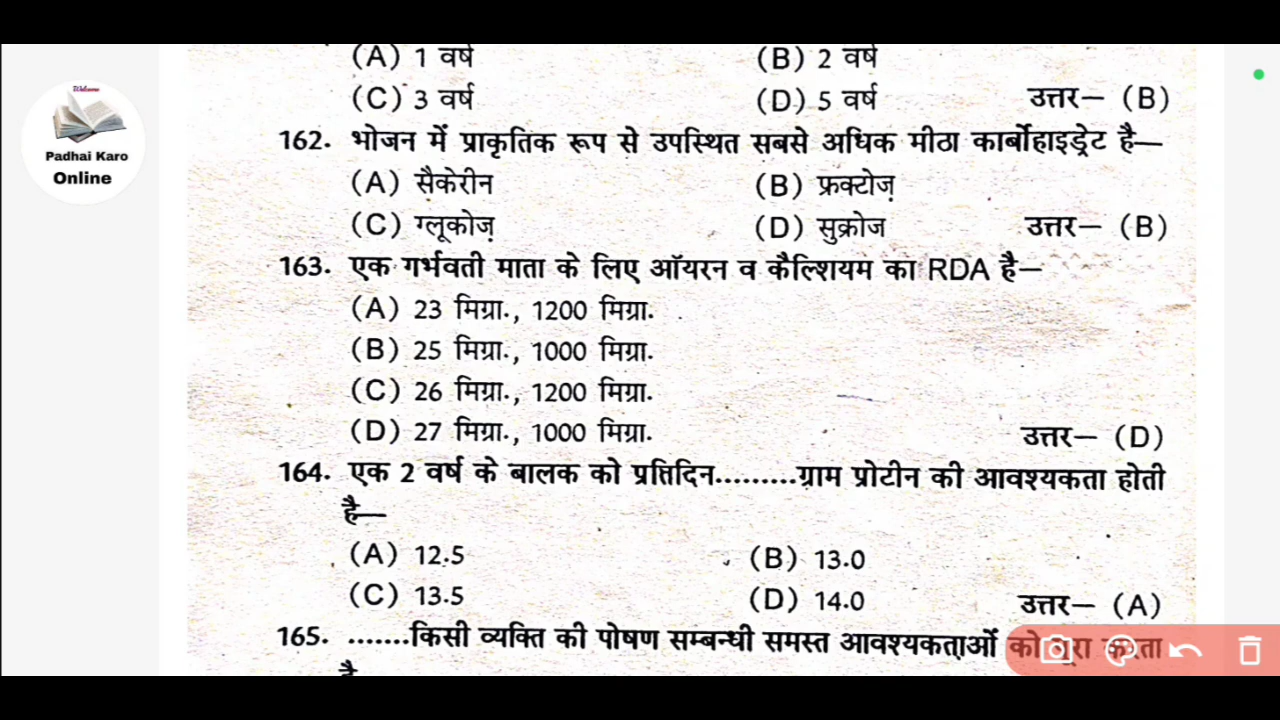 (A) 1 वर्ष (B) 2 वर्ष
(C) 3 वर्ष (D) 5 वर्ष उत्तर— (B)
Welcome
Padhai Karo
Online
162. भोजन में प्राकृतिक रूप से उपस्थित सबसे अधिक मीठा कार्बोहाइड्रेट है—
(A) सैकेरीन (B) फ्रक्टोज़
(C) ग्लूकोज़ (D) सुक्रोज उत्तर— (B)
163. एक गर्भवती माता के लिए ऑयरन व कैल्शियम का RDA है—
(A) 23 मिग्रा., 1200 मिग्रा.
(B) 25 मिग्रा., 1000 मिग्रा.
(C) 26 मिग्रा., 1200 मिग्रा.
(D) 27 मिग्रा., 1000 मिग्रा. उत्तर— (D)
164. एक 2 वर्ष के बालक को प्रतिदिन.........ग्राम प्रोटीन की आवश्यकता होती
है—
(A) 12.5 (B) 13.0
(C) 13.5 (D) 14.0 उत्तर— (A)
165. .......किसी व्यक्ति की पोषण सम्बन्धी समस्त आवश्यकताओं को पूरा करता
है